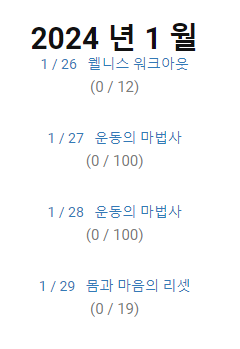 2024 년 1 월
1 / 26 웰니스 워크아웃
(0 / 12)
1 / 27 운동의 마법사
(0 / 100)
1 / 28 운동의 마법사
(0 / 100)
1 / 29 몸과 마음의 리셋
(0 / 19)